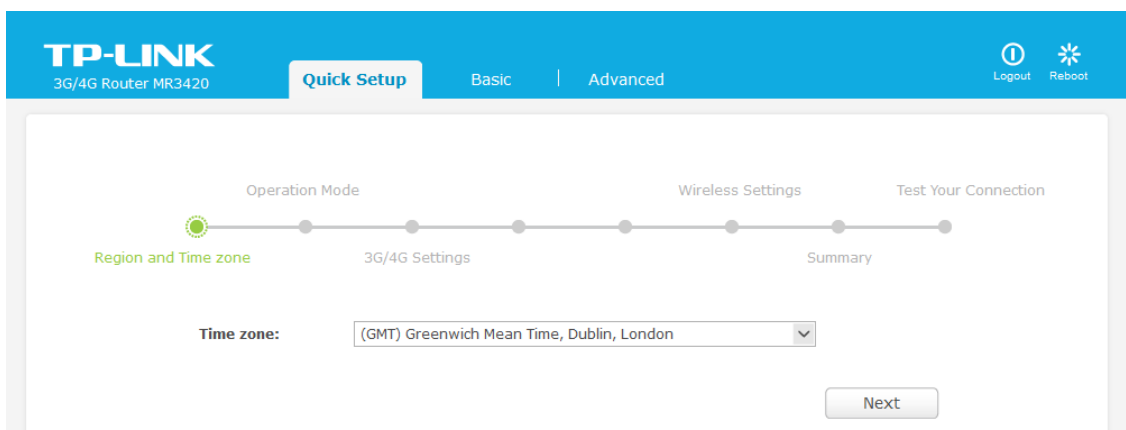 TP-LINK
3G/4G Router MR3420
Quick Setup
Basic
Advanced
Logout
Reboot
Operation Mode
Wireless Settings
Test Your Connection
Region and Time zone
3G/4G Settings
Summary
Time zone:
(GMT) Greenwich Mean Time, Dublin, London
Next